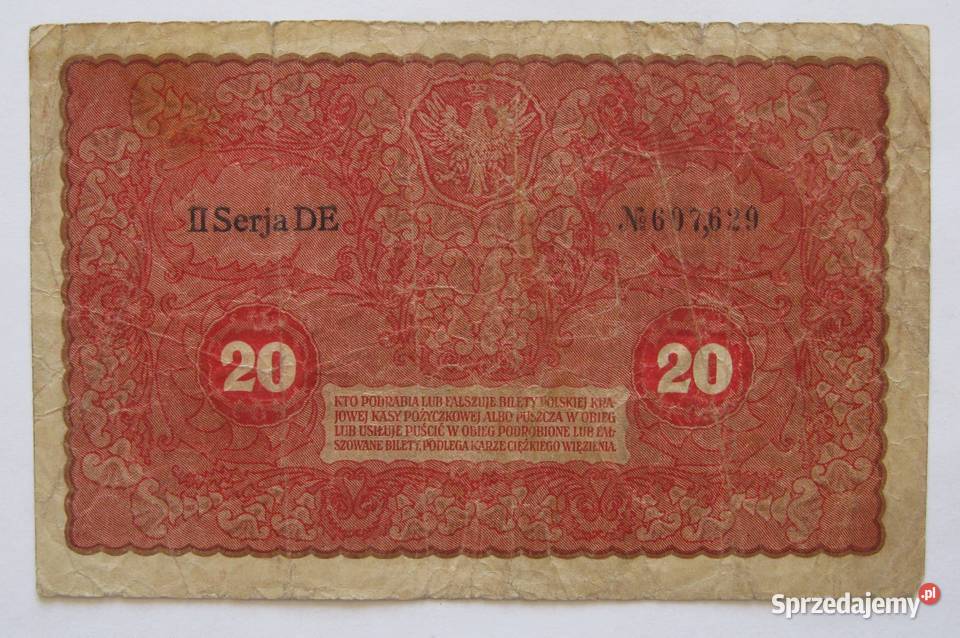 II Serja DE
№ 697,629
20
20
KTO PODRABIA LUB FAŁSZUJE BILETY POLSKIEJ KRA-
JOWEJ KASY POŻYCZKOWEJ ALBO PUSZCZA W OBIEG
LUB USIŁUJE PUŚCIĆ W OBIEG PODROBIONE LUB FAŁ-
SZOWANE BILETY, PODLEGA KARZE CIĘŻKIEGO WIĘZIENIA.
Sprzedajemy.pl